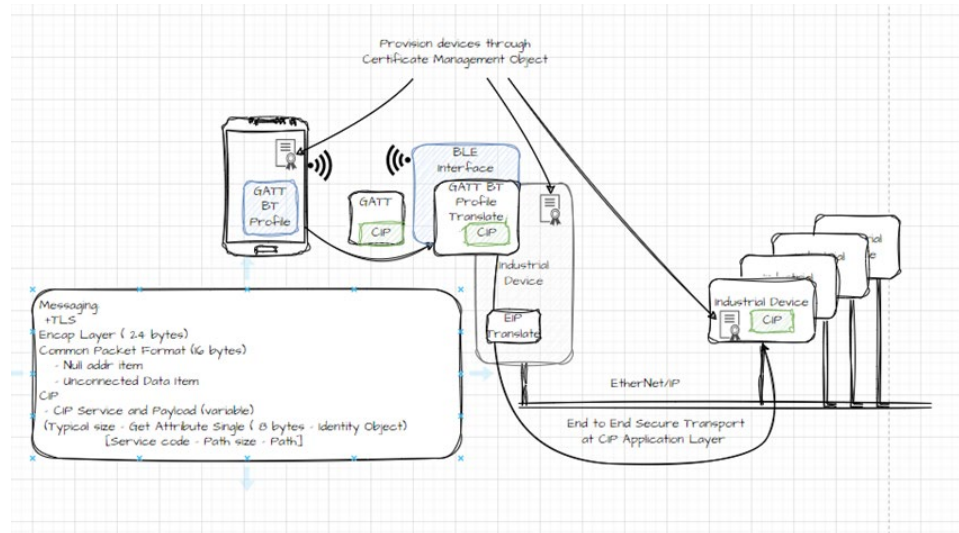 Provision devices through
Certificate Management Object
GATT
BT
Profile
GATT
CIP
BLE
Interface
GATT BT
Profile
Translate
CIP
Industrial
Device
EIP
Translate
Industrial Device
CIP
EtherNet/IP
End to End Secure Transport
at CIP Application Layer
Messaging:
+TLS
Encap Layer ( 24 bytes)
Common Packet Format (16 bytes)
- Null addr item
- Unconnected Data Item
CIP
- CIP Service and Payload (variable)
(Typical size - Get Attribute Single ( 8 bytes - Identity Object)
[Service code - Path size - Path]